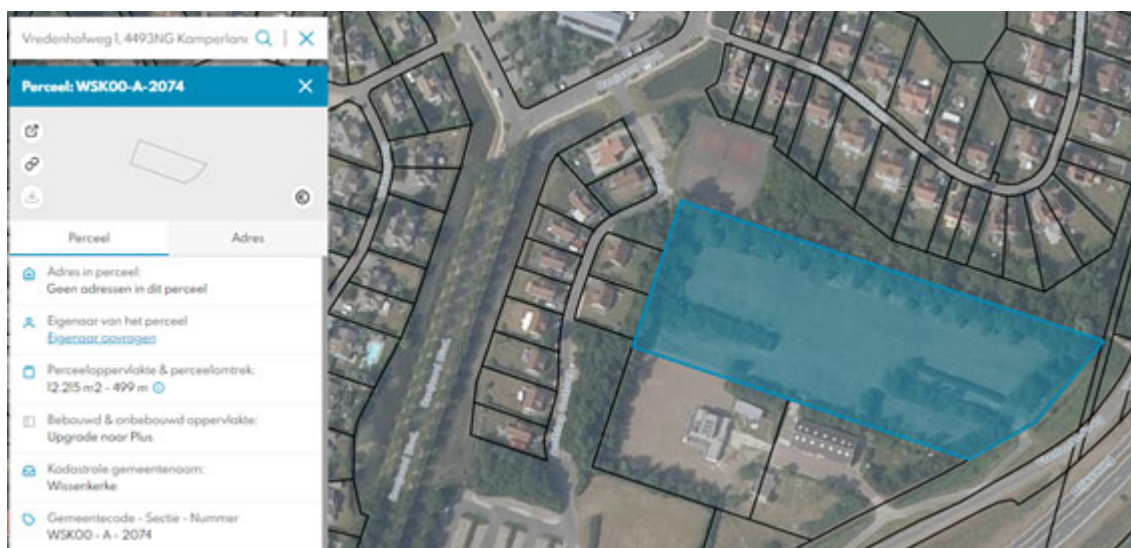 Vredenhofweg 1, 4493NG Kamperland
Perceel: WSK00-A-2074
Perceel
Adres
Adres in perceel:
Geen adressen in dit perceel
Eigenaar van het perceel
Eigenaar opvragen
Perceeloppervlakte & perceelomtrek:
12.215 m2 - 499 m
Bebouwd & onbebouwd oppervlakte:
Upgrade naar Plus
Kadastrale gemeentenaam:
Wissenkerke
Gemeentecode - Sectie - Nummer
WSK00 - A - 2074